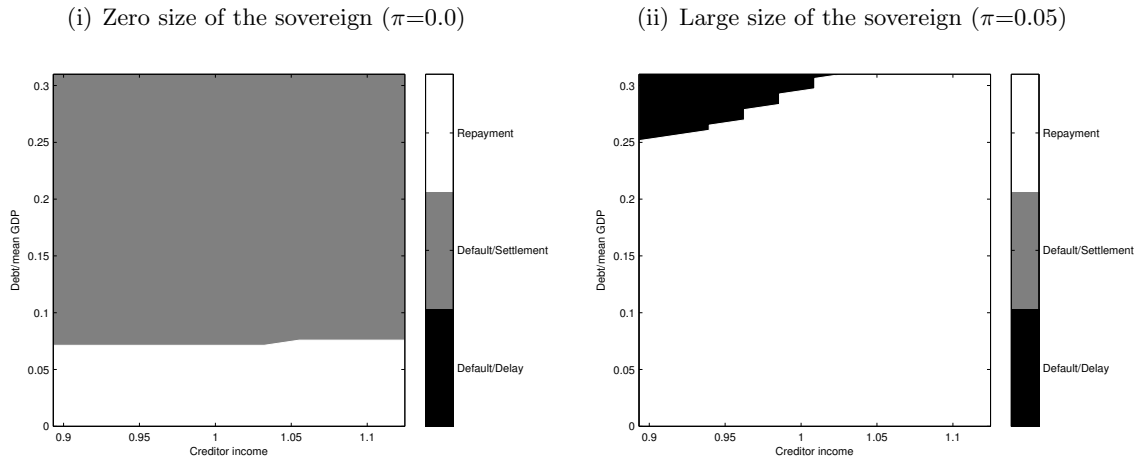 (i) Zero size of the sovereign (π=0.0)
0.3
0.25
0.2
0.15
0.1
0.05
0
Debt/mean GDP
0.9
0.95
1
1.05
1.1
Creditor income
Repayment
Default/Settlement
Default/Delay
(ii) Large size of the sovereign (π=0.05)
0.3
0.25
0.2
0.15
0.1
0.05
0
Debt/mean GDP
0.9
0.95
1
1.05
1.1
Creditor income
Repayment
Default/Settlement
Default/Delay